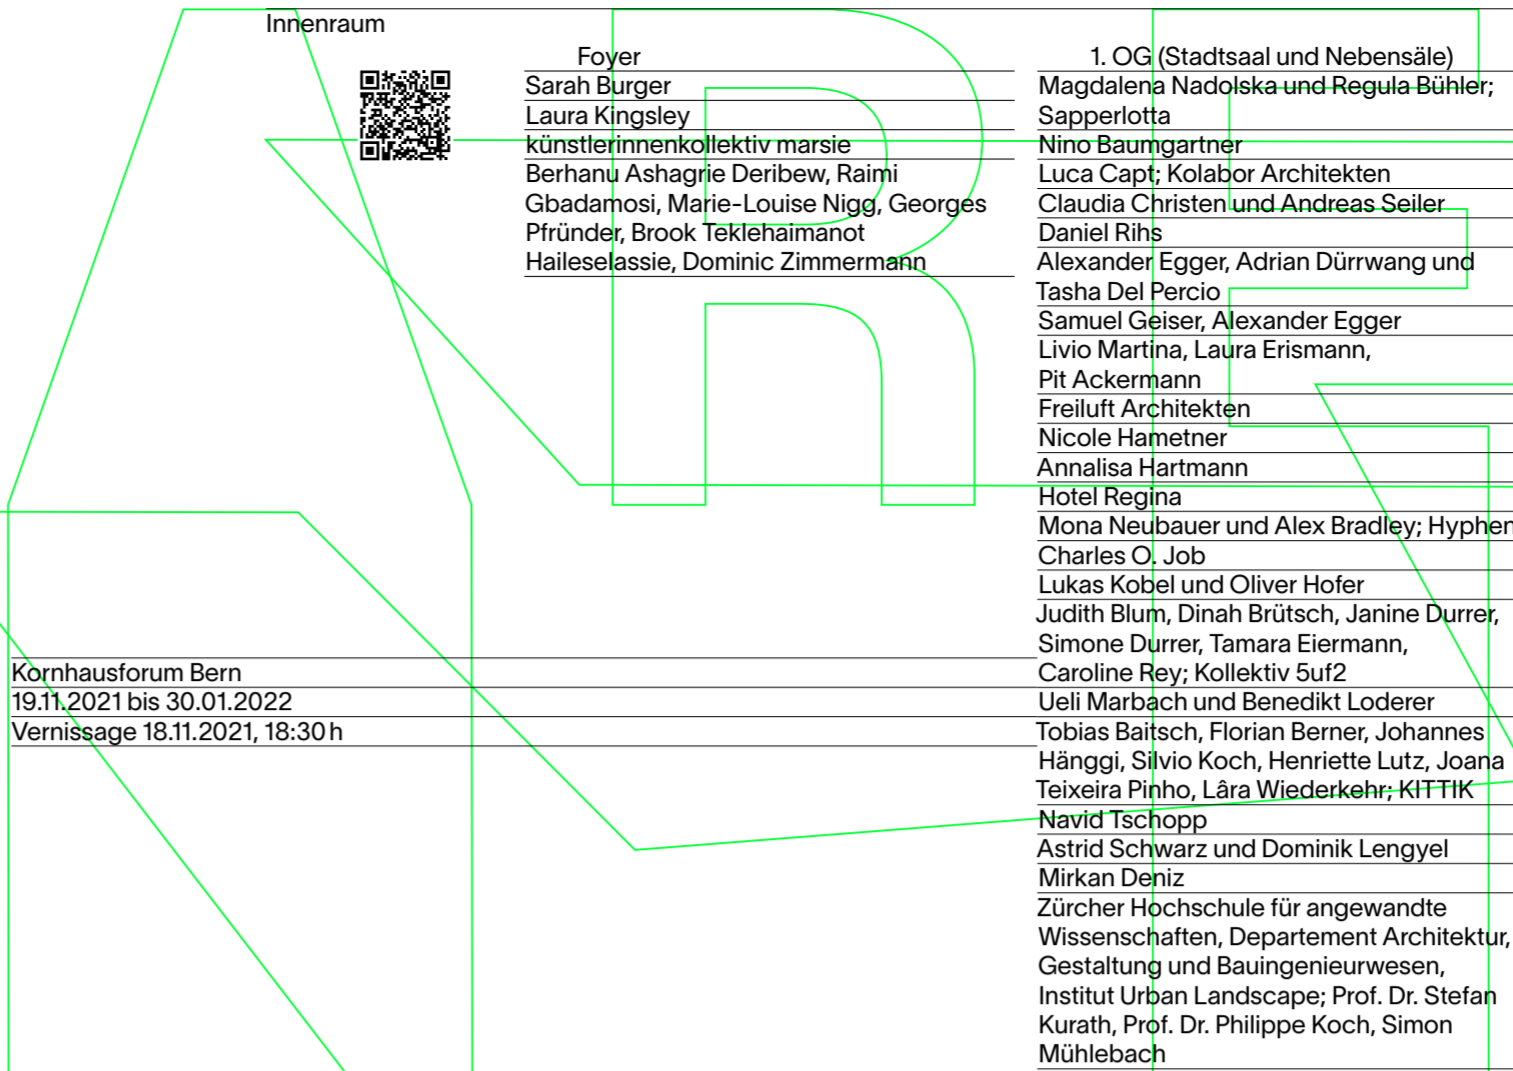 Innenraum
Foyer
Sarah Burger
Laura Kingsley
künstlerinnenkollektiv marsie
Berhanu Ashagrie Deribew, Raimi
Gbadamosi, Marie-Louise Nigg, Georges
Pfründer, Brook Teklehaimanot
Haileselassie, Dominic Zimmermann
1. OG (Stadtsaal und Nebensäle)
Magdalena Nadolska und Regula Bühler;
Sapperlotta
Nino Baumgartner
Luca Capt; Kolabor Architekten
Claudia Christen und Andreas Seiler
Daniel Rihs
Alexander Egger, Adrian Dürrwang und
Tasha Del Percio
Samuel Geiser, Alexander Egger
Livio Martina, Laura Erismann,
Pit Ackermann
Freiluft Architekten
Nicole Hametner
Annalisa Hartmann
Hotel Regina
Mona Neubauer und Alex Bradley; Hyphen
Charles O. Job
Lukas Kobel und Oliver Hofer
Judith Blum, Dinah Brütsch, Janine Durrer,
Simone Durrer, Tamara Eiermann,
Caroline Rey; Kollektiv 5uf2
Ueli Marbach und Benedikt Loderer
Tobias Baitsch, Florian Berner, Johannes
Hänggi, Silvio Koch, Henriette Lutz, Joana
Teixeira Pinho, Lâra Wiederkehr; KITTIK
Navid Tschopp
Astrid Schwarz und Dominik Lengyel
Mirkan Deniz
Zürcher Hochschule für angewandte
Wissenschaften, Departement Architektur,
Gestaltung und Bauingenieurwesen,
Institut Urban Landscape; Prof. Dr. Stefan
Kurath, Prof. Dr. Philippe Koch, Simon
Mühlebach
Kornhausforum Bern
19.11.2021 bis 30.01.2022
Vernissage 18.11.2021, 18:30 h